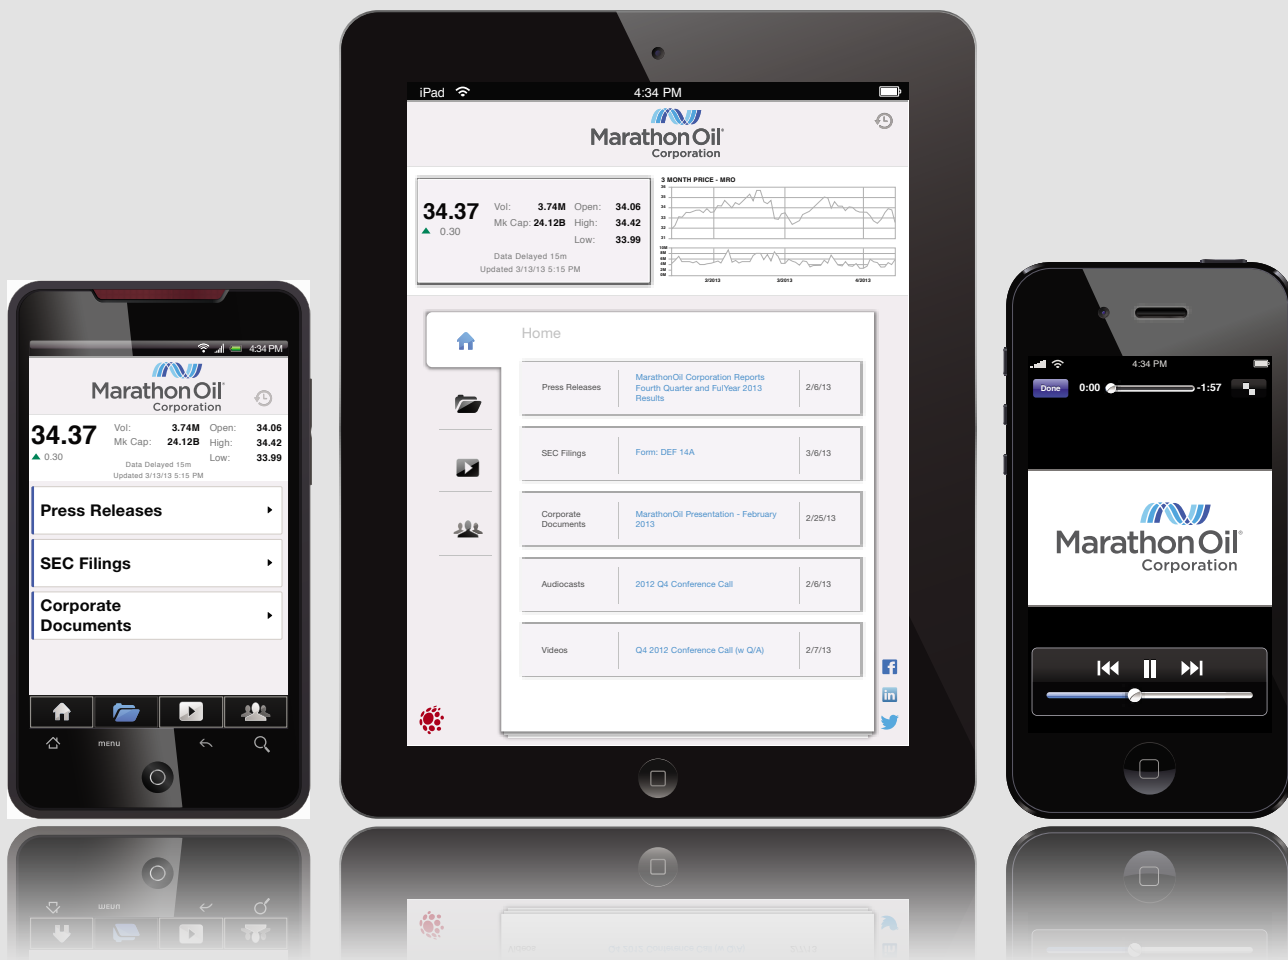 4:34 PM
Marathon Oil
Corporation
34.37
0.30
Vol: 3.74M Open: 34.06
Mk Cap: 24.12B High: 34.42
Low: 33.99
Data Delayed 15m
Updated 3/13/13 5:15 PM
Press Releases
SEC Filings
Corporate
Documents
MENU
iPad 4:34 PM
Marathon Oil
Corporation
34.37
0.30
Vol: 3.74M Open: 34.06
Mk Cap: 24.12B High: 34.42
Low: 33.99
Data Delayed 15m
Updated 3/13/13 5:15 PM
3 MONTH PRICE - MRO
3/2013 3/2013 4/2013
Home
Press Releases
MarathonOil Corporation Reports
Fourth Quarter and FulYear 2013
Results
2/6/13
SEC Filings
Form: DEF 14A
3/6/13
Corporate
Documents
MarathonOil Presentation - February
2013
2/25/13
Audiocasts
2012 Q4 Conference Call
2/6/13
Videos
Q4 2012 Conference Call (w Q/A)
2/7/13
4:34 PM
Done 0:00 -1:57
Marathon Oil
Corporation